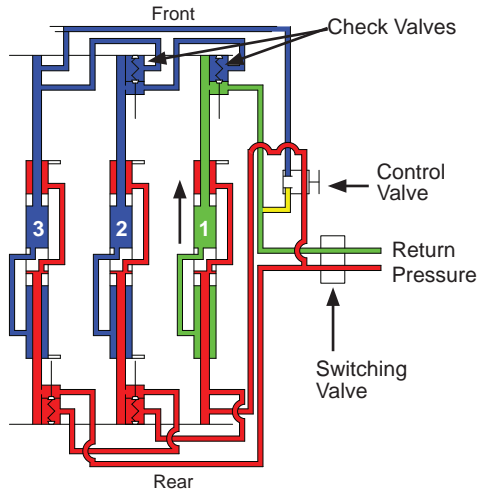 Front
Check Valves
Control
Valve
3
2
1
Return
Pressure
Switching
Valve
Rear